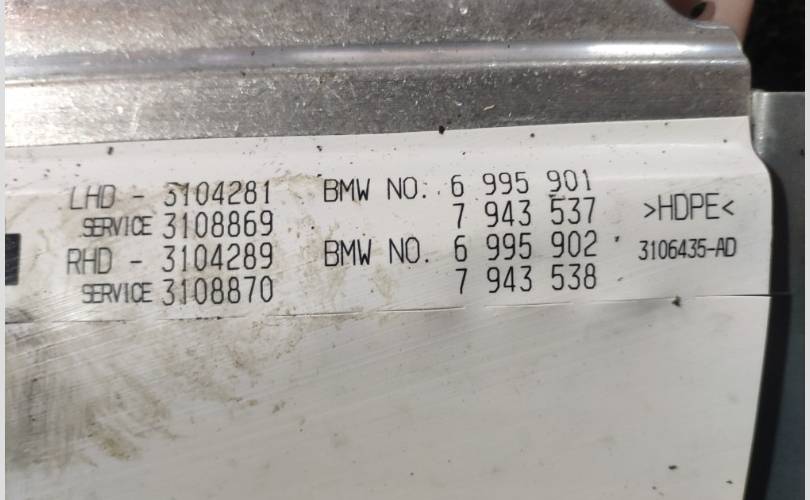 LHD - 3104281 BMW NO. 6 995 901
SERVICE 3108869 7 943 537
>HDPE<
RHD - 3104289 BMW NO. 6 995 902
3106435-AD
SERVICE 3108870 7 943 538